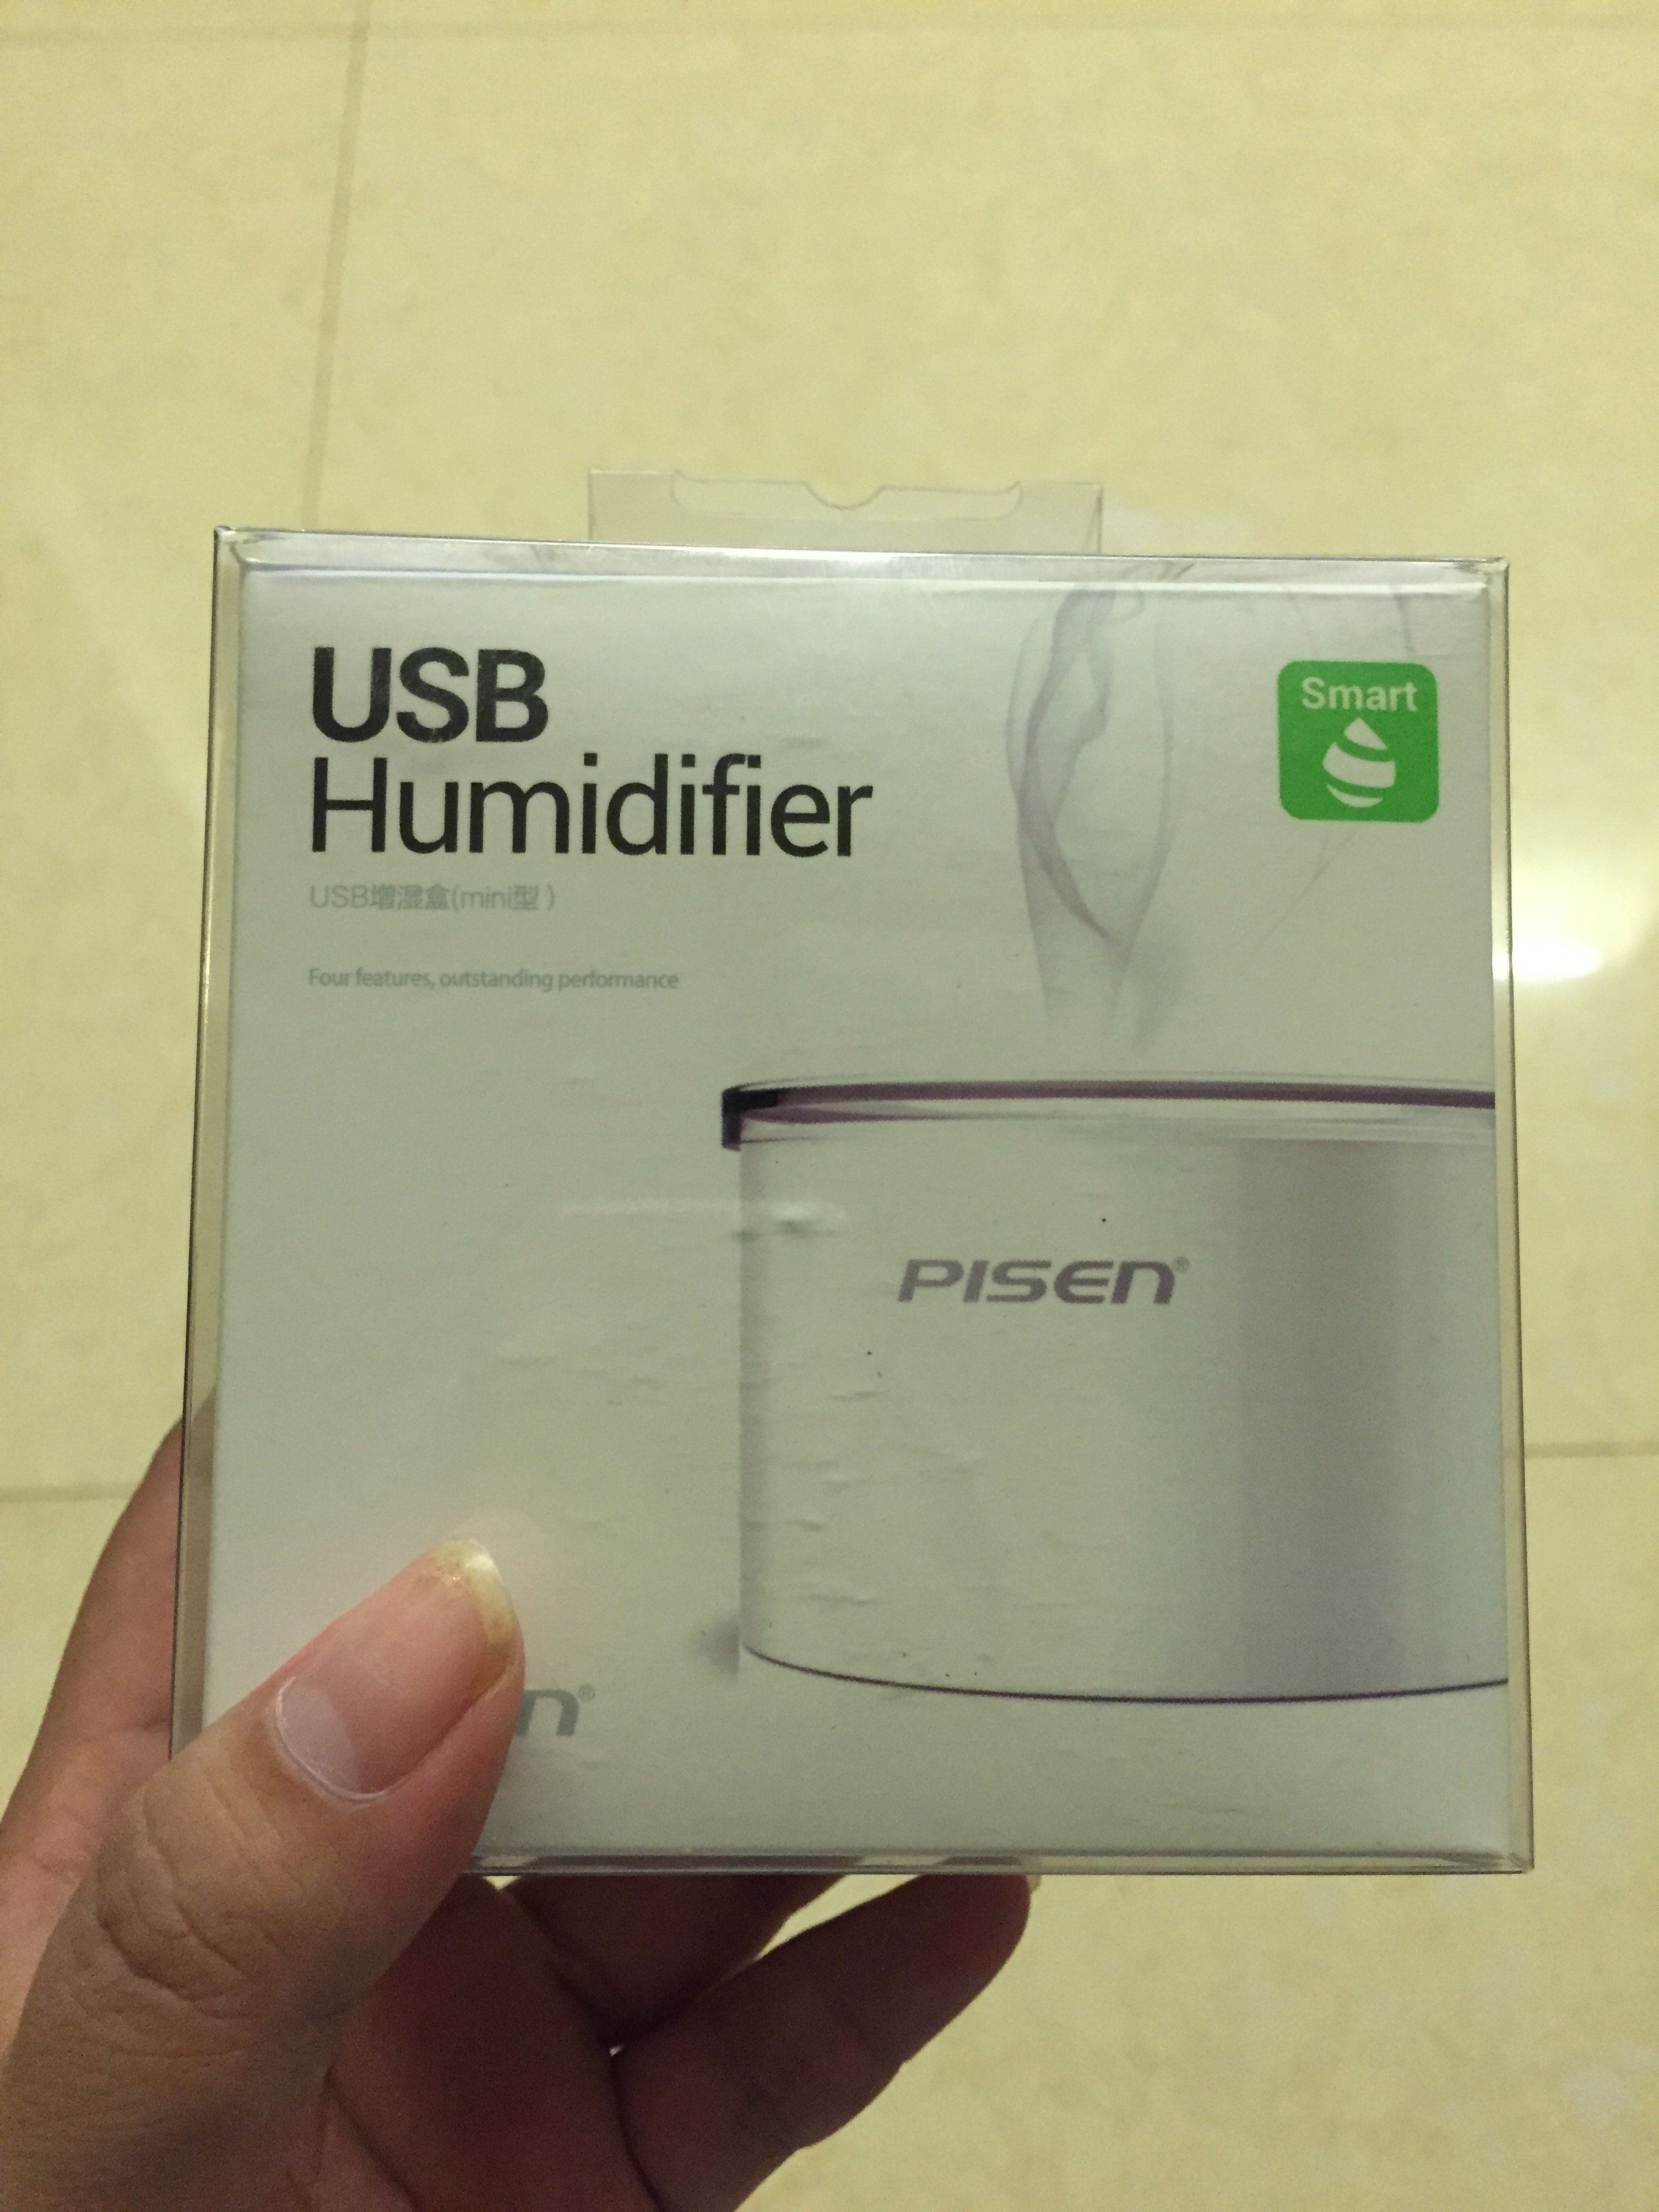 USB
Humidifier
Smart
USB增湿盒(mini型)
Four features, outstanding performance
PISEN®
n®